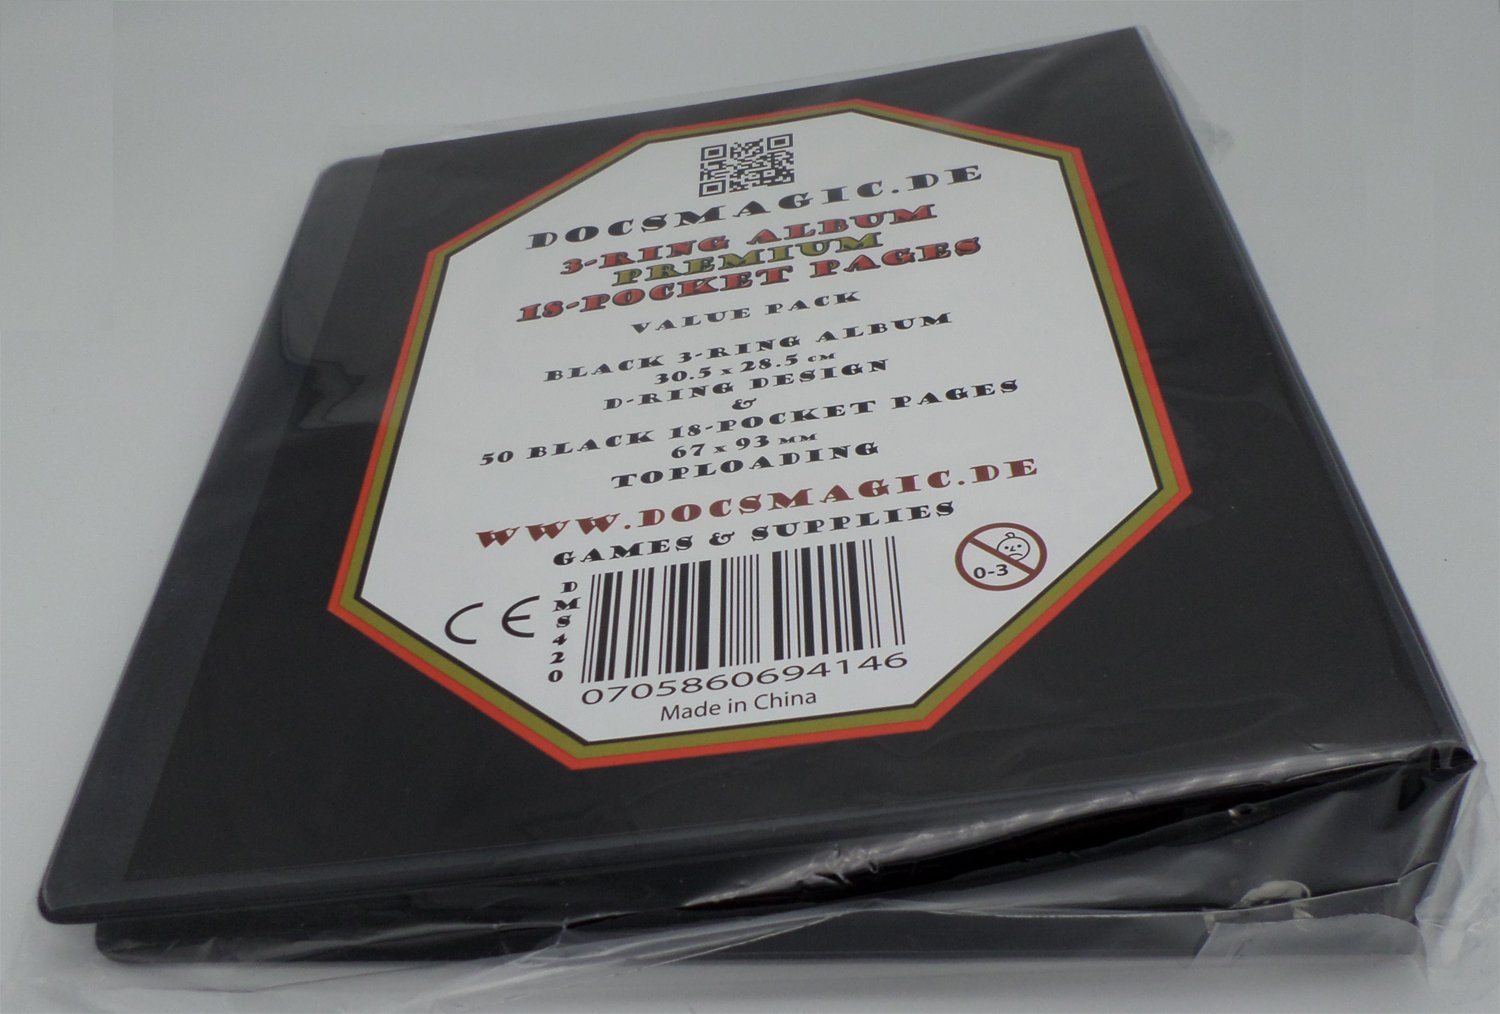 DOCSMAGIC.DE
3-RING ALBUM
PREMIUM
18-POCKET PAGES
VALUE PACK
BLACK 3-RING ALBUM
30.5 x 28.5 CM
D-RING DESIGN
&
50 BLACK 18-POCKET PAGES
67 x 93 MM
TOPLOADING
WWW.DOCSMAGIC.DE
GAMES & SUPPLIES
0-3
CE
DMS420
0705860694146
Made in China